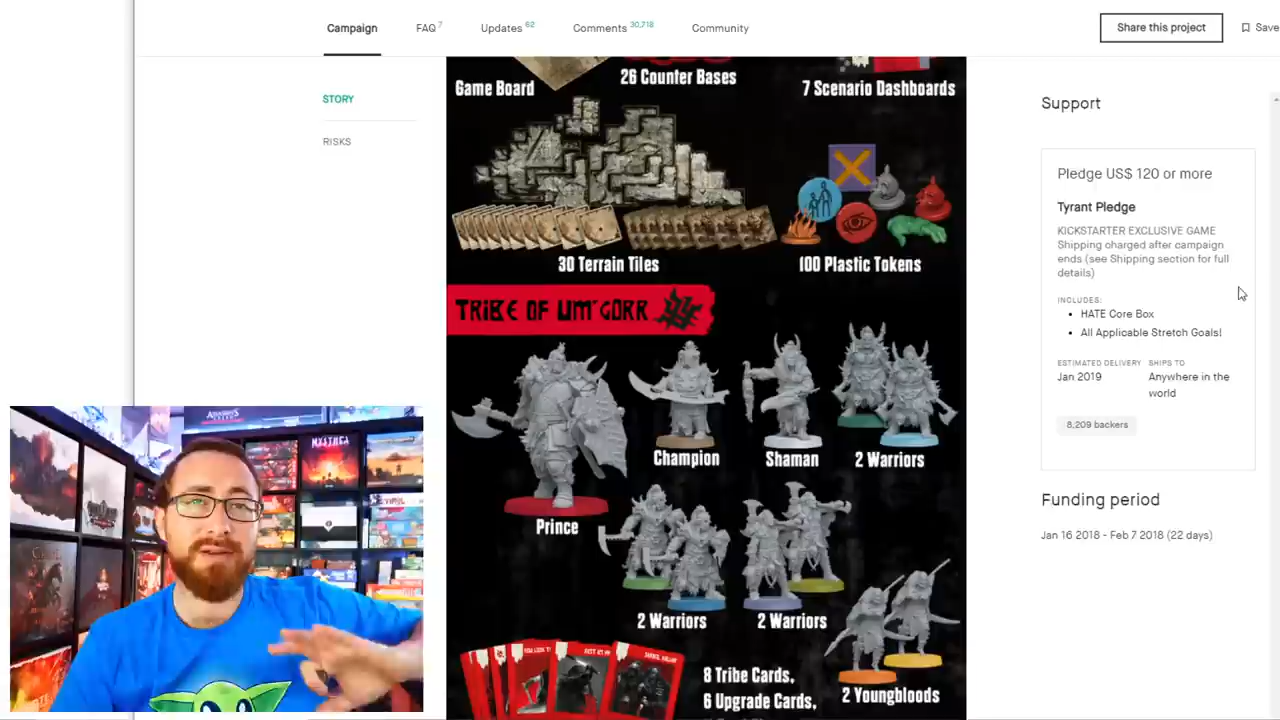 Campaign
FAQ 7
Updates 62
Comments 30,718
Community
Share this project
Save
STORY
RISKS
Game Board
26 Counter Bases
7 Scenario Dashboards
30 Terrain Tiles
100 Plastic Tokens
TRIBE OF UM'GORR
Prince
Champion
Shaman
2 Warriors
2 Warriors
2 Warriors
2 Youngbloods
8 Tribe Cards,
6 Upgrade Cards,
Support
Pledge US$ 120 or more
Tyrant Pledge
KICKSTARTER EXCLUSIVE GAME
Shipping charged after campaign
ends (see Shipping section for full
details)
INCLUDES:
HATE Core Box
All Applicable Stretch Goals!
ESTIMATED DELIVERY
Jan 2019
SHIPS TO
Anywhere in the
world
8,209 backers
Funding period
Jan 16 2018 - Feb 7 2018 (22 days)
MYSTHEA